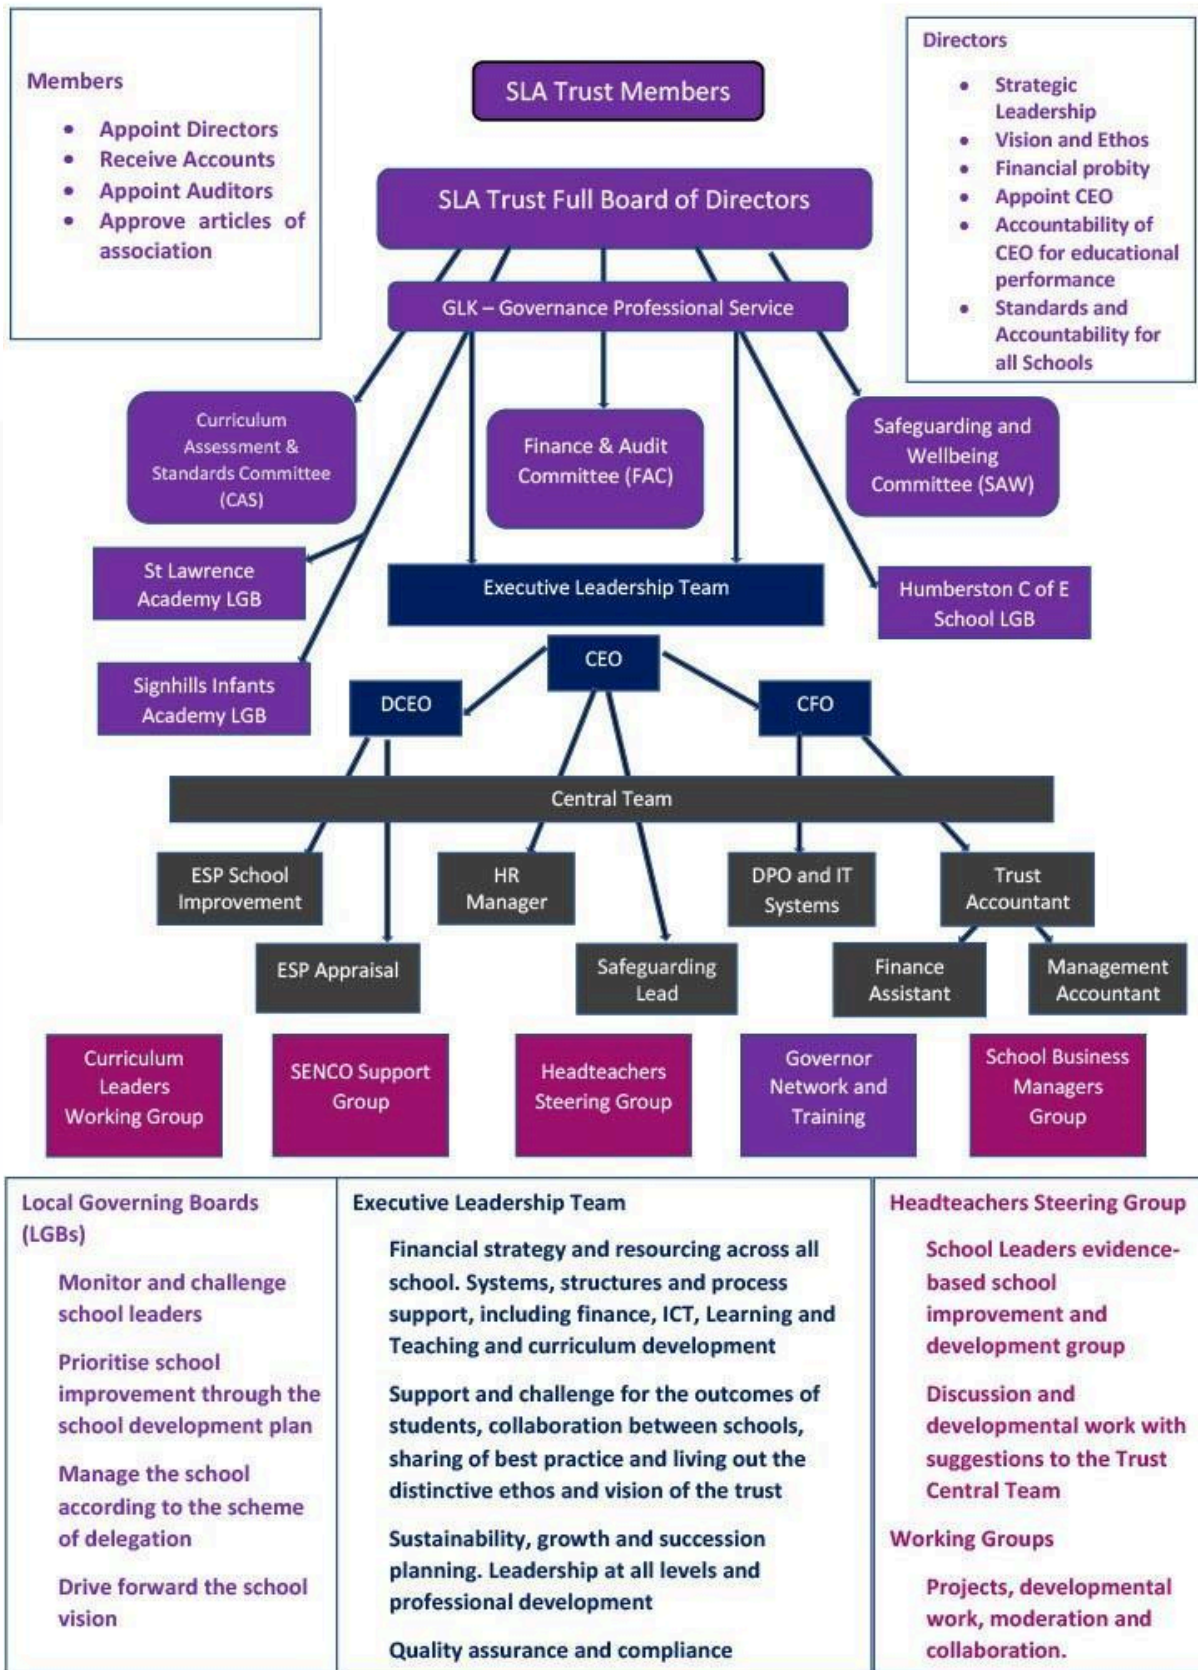 Members
• Appoint Directors
• Receive Accounts
• Appoint Auditors
• Approve articles of
association
SLA Trust Members
Directors
• Strategic
Leadership
• Vision and Ethos
• Financial probity
• Appoint CEO
• Accountability of
CEO for educational
performance
• Standards and
Accountability for
all Schools
SLA Trust Full Board of Directors
GLK – Governance Professional Service
Curriculum
Assessment &
Standards Committee
(CAS)
Finance & Audit
Committee (FAC)
Safeguarding and
Wellbeing
Committee (SAW)
St Lawrence
Academy LGB
Executive Leadership Team
Humberston C of E
School LGB
Signhills Infants
Academy LGB
CEO
DCEO
CFO
Central Team
ESP School
Improvement
HR
Manager
DPO and IT
Systems
Trust
Accountant
ESP Appraisal
Safeguarding
Lead
Finance
Assistant
Management
Accountant
Curriculum
Leaders
Working Group
SENCO Support
Group
Headteachers
Steering Group
Governor
Network and
Training
School Business
Managers
Group
Local Governing Boards
(LGBs)
Monitor and challenge
school leaders
Prioritise school
improvement through the
school development plan
Manage the school
according to the scheme
of delegation
Drive forward the school
vision
Executive Leadership Team
Financial strategy and resourcing across all
school. Systems, structures and process
support, including finance, ICT, Learning and
Teaching and curriculum development
Support and challenge for the outcomes of
students, collaboration between schools,
sharing of best practice and living out the
distinctive ethos and vision of the trust
Sustainability, growth and succession
planning. Leadership at all levels and
professional development
Quality assurance and compliance
Headteachers Steering Group
School Leaders evidence-
based school
improvement and
development group
Discussion and
developmental work with
suggestions to the Trust
Central Team
Working Groups
Projects, developmental
work, moderation and
collaboration.